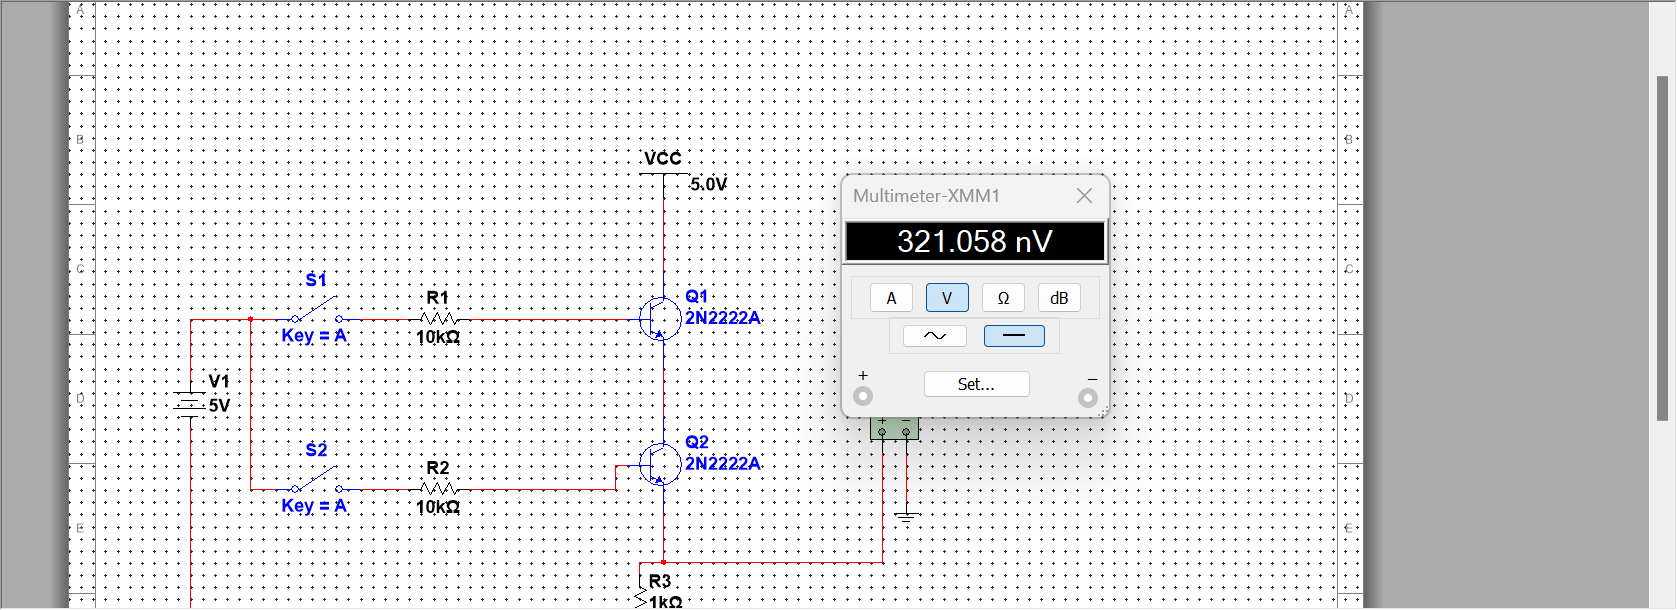 A
A
B
B
VCC
5.0V
Multimeter-XMM1
321.058 nV
C
C
S1
Key = A
R1
10kΩ
Q1
2N2222A
A
V
Ω
dB
+
Set...
–
V1
5V
D
D
+
–
S2
Key = A
R2
10kΩ
Q2
2N2222A
E
E
R3
1kΩ